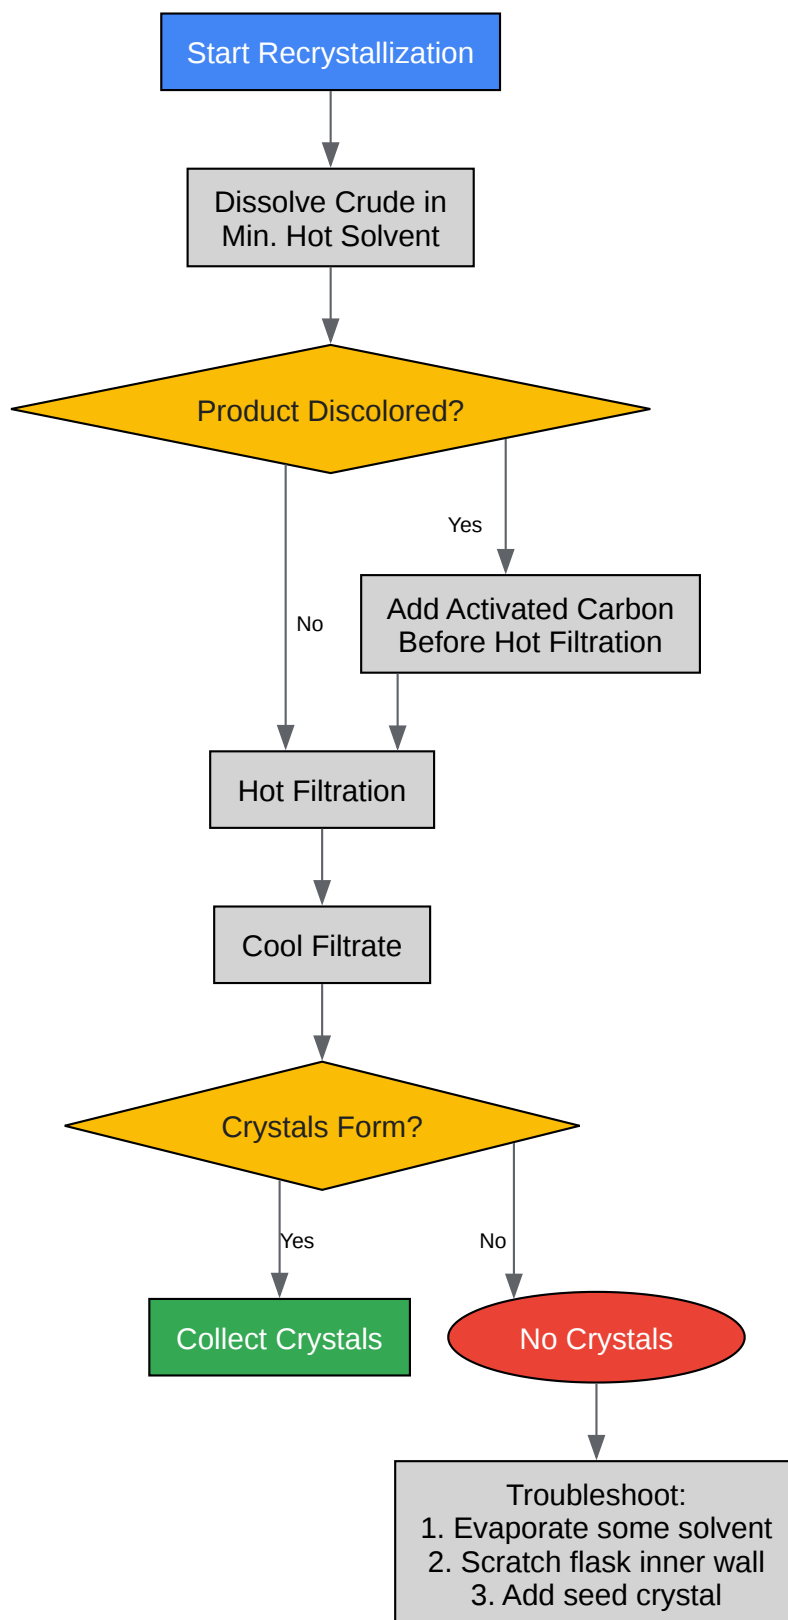 Start Recrystallization
Dissolve Crude in
Min. Hot Solvent
Product Discolored?
Yes
No
Add Activated Carbon
Before Hot Filtration
Hot Filtration
Cool Filtrate
Crystals Form?
Yes
No
Collect Crystals
No Crystals
Troubleshoot:
1. Evaporate some solvent
2. Scratch flask inner wall
3. Add seed crystal